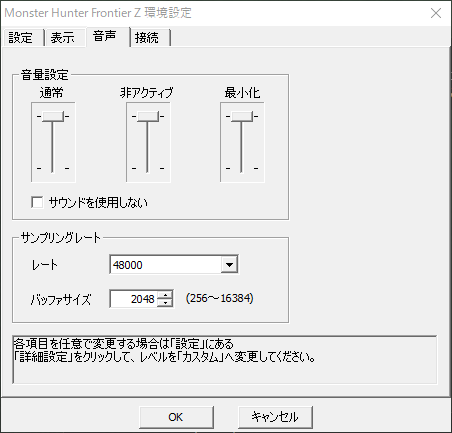 Monster Hunter Frontier Z 環境設定
設定 表示 音声 接続
音量設定
通常 非アクティブ 最小化
サウンドを使用しない
サンプリングレート
レート 48000
バッファサイズ 2048 (256～16384)
各項目を任意で変更する場合は「設定」にある
「詳細設定」をクリックして、レベルを「カスタム」へ変更してください。
OK キャンセル